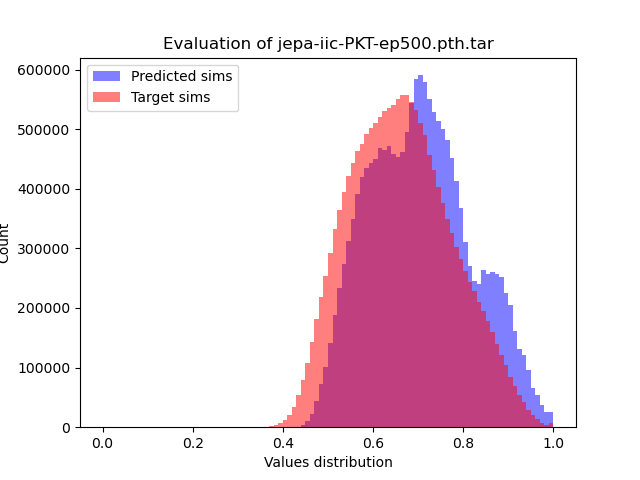 Evaluation of jepa-iic-PKT-ep500.pth.tar
Predicted sims
Target sims
600000
500000
400000
300000
200000
100000
0
Count
0.0 0.2 0.4 0.6 0.8 1.0
Values distribution